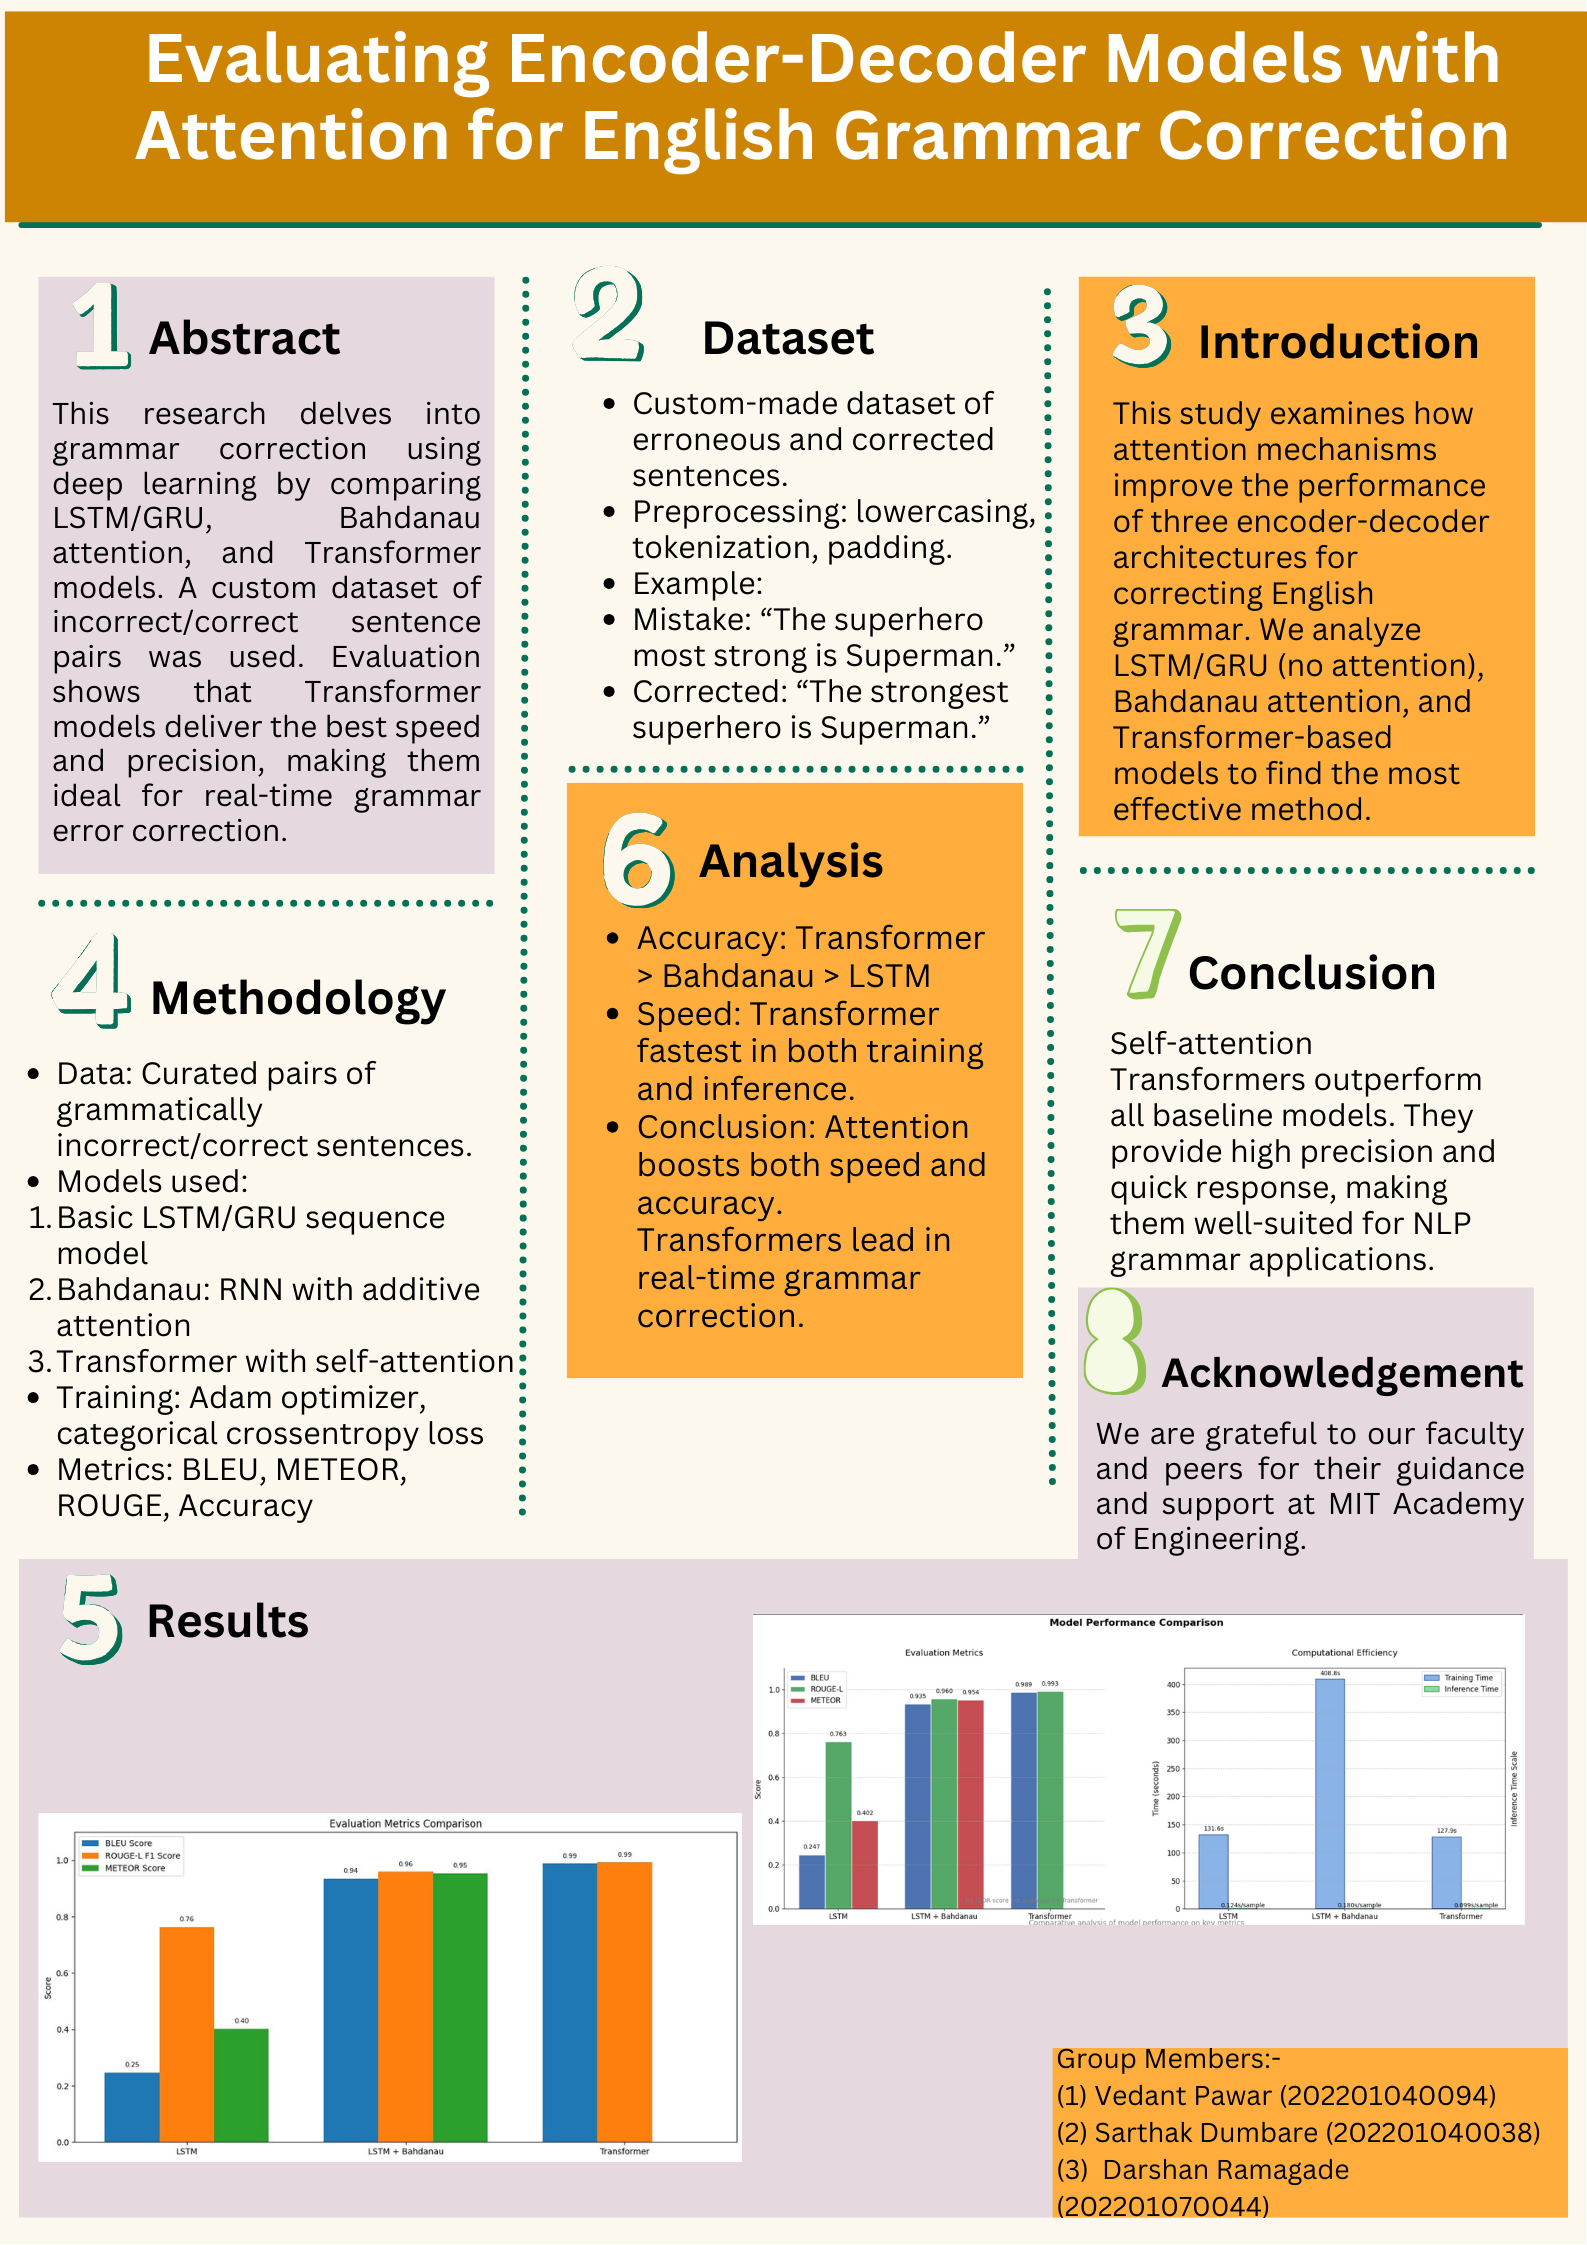 Evaluating Encoder-Decoder Models with
Attention for English Grammar Correction
1 Abstract
This research delves into
grammar correction using
deep learning by comparing
LSTM/GRU, Bahdanau
attention, and Transformer
models. A custom dataset of
incorrect/correct sentence
pairs was used. Evaluation
shows that Transformer
models deliver the best speed
and precision, making them
ideal for real-time grammar
error correction.
2 Dataset
• Custom-made dataset of
erroneous and corrected
sentences.
• Preprocessing: lowercasing,
tokenization, padding.
• Example:
• Mistake: “The superhero
most strong is Superman.”
• Corrected: “The strongest
superhero is Superman.”
3 Introduction
This study examines how
attention mechanisms
improve the performance
of three encoder-decoder
architectures for
correcting English
grammar. We analyze
LSTM/GRU (no attention),
Bahdanau attention, and
Transformer-based
models to find the most
effective method.
4 Methodology
• Data: Curated pairs of
grammatically
incorrect/correct sentences.
• Models used:
1. Basic LSTM/GRU sequence
model
2. Bahdanau: RNN with additive
attention
3. Transformer with self-attention
• Training: Adam optimizer,
categorical crossentropy loss
• Metrics: BLEU, METEOR,
ROUGE, Accuracy
6 Analysis
• Accuracy: Transformer
> Bahdanau > LSTM
• Speed: Transformer
fastest in both training
and inference.
• Conclusion: Attention
boosts both speed and
accuracy.
Transformers lead in
real-time grammar
correction.
7 Conclusion
Self-attention
Transformers outperform
all baseline models. They
provide high precision and
quick response, making
them well-suited for NLP
grammar applications.
8 Acknowledgement
We are grateful to our faculty
and peers for their guidance
and support at MIT Academy
of Engineering.
5 Results
Evaluation Metrics Comparison
BLEU Score
ROUGE-L F1 Score
METEOR Score
Score
1.0
0.8
0.6
0.4
0.2
0.0
0.25
0.76
0.40
0.94
0.96
0.95
0.99
0.99
LSTM
LSTM + Bahdanau
Transformer
Model Performance Comparison
Evaluation Metrics
BLEU
ROUGE-L
METEOR
Score
1.0
0.8
0.6
0.4
0.2
0.0
0.247
0.763
0.402
0.935
0.960
0.954
0.989
0.993
score
Transformer
LSTM
LSTM + Bahdanau
Transformer
Comparative analysis of model performance on key metrics
Computational Efficiency
Training Time
Inference Time
Time (seconds)
Inference Time Scale
400
350
300
250
200
150
100
50
0
131.6s
408.8s
127.9s
0.124s/sample
0.180s/sample
0.099s/sample
LSTM
LSTM + Bahdanau
Transformer
Group Members:-
(1) Vedant Pawar (202201040094)
(2) Sarthak Dumbare (202201040038)
(3) Darshan Ramagade
(202201070044)